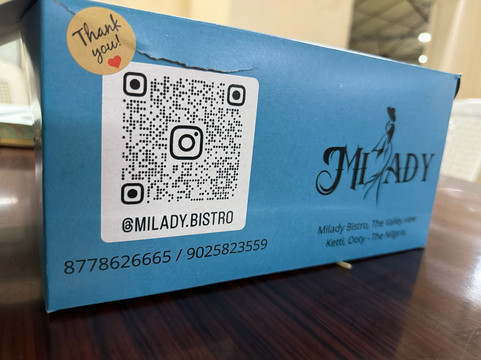 Thank
you!
@MILADY.BISTRO
8778626665 / 9025823559
MILADY
Milady Bistro, The Valley view
Ketti, Ooty - The Nilgiris